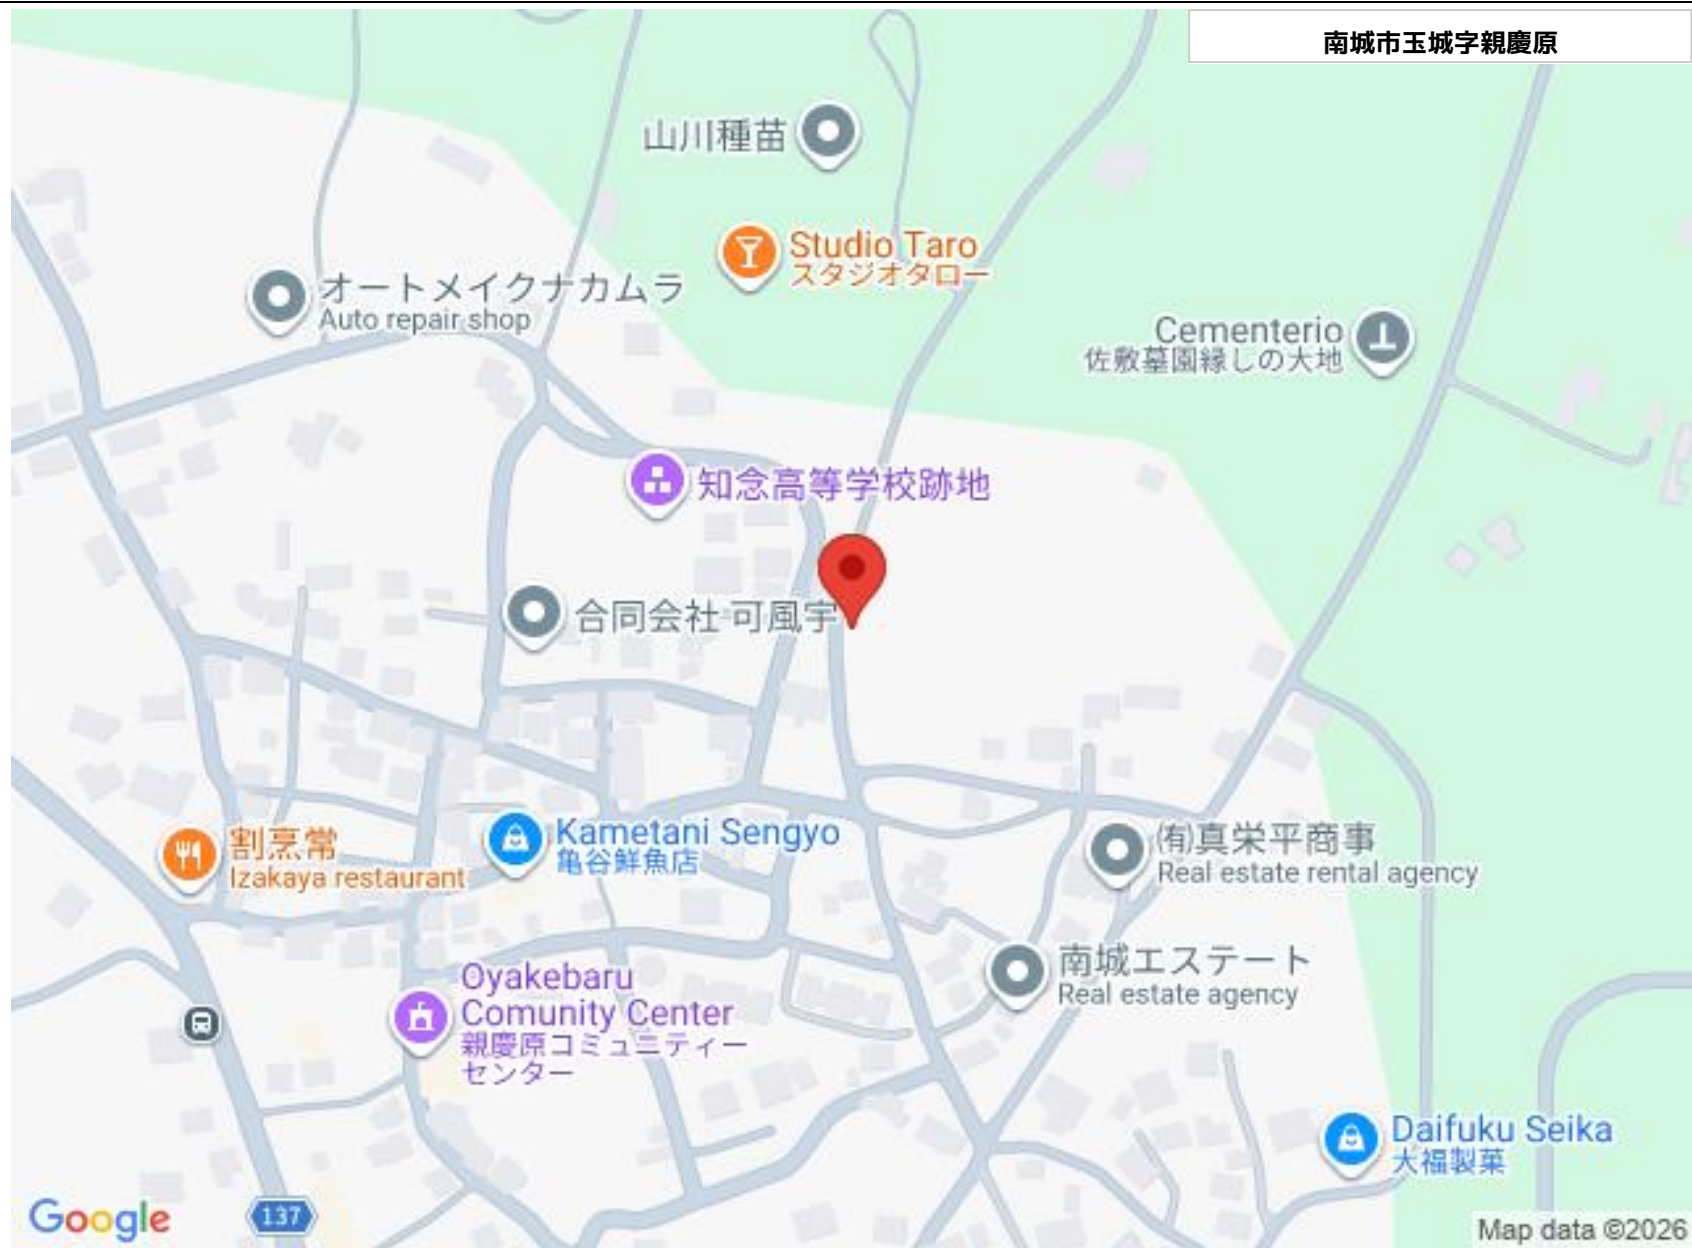 南城市玉城字親慶原
山川種苗
Studio Taro
スタジオタロー
オートメイクナカムラ
Auto repair shop
Cementerio
佐敷墓園縁しの大地
知念高等学校跡地
合同会社 可風宇
割烹常
Izakaya restaurant
Kametani Sengyo
亀谷鮮魚店
㈲真栄平商事
Real estate rental agency
南城エステート
Real estate agency
Oyakebaru
Comunity Center
親慶原コミュニティー
センター
Daifuku Seika
大福製菓
Google
137
Map data ©2026